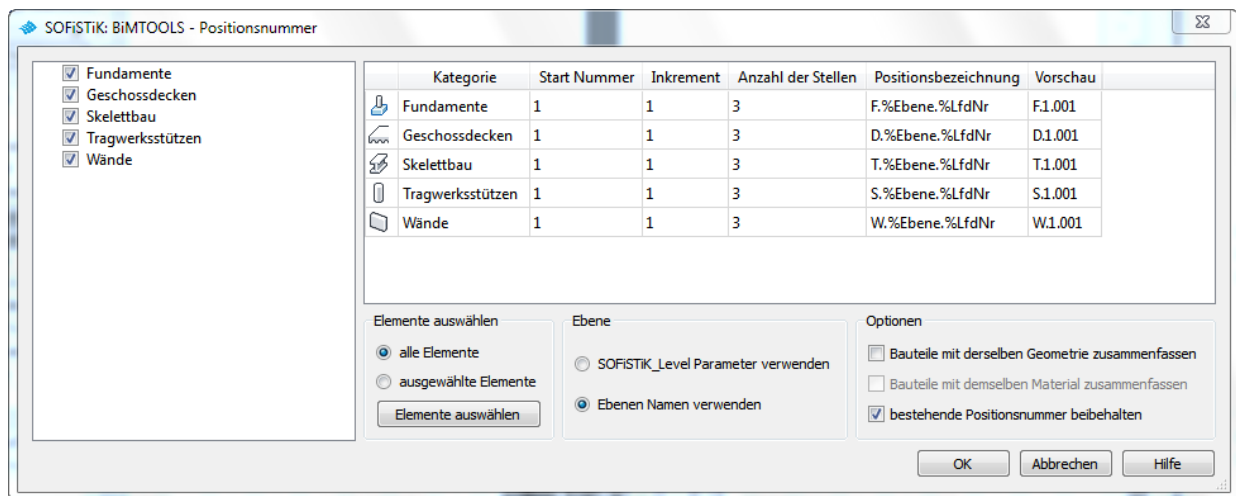 SOFiSTiK: BiMTOOLS - Positionsnummer
Fundamente
Geschossdecken
Skelettbau
Tragwerksstützen
Wände
Kategorie Start Nummer Inkrement Anzahl der Stellen Positionsbezeichnung Vorschau
Fundamente 1 1 3 F.%Ebene.%LfdNr F.1.001
Geschossdecken 1 1 3 D.%Ebene.%LfdNr D.1.001
Skelettbau 1 1 3 T.%Ebene.%LfdNr T.1.001
Tragwerksstützen 1 1 3 S.%Ebene.%LfdNr S.1.001
Wände 1 1 3 W.%Ebene.%LfdNr W.1.001
Elemente auswählen
alle Elemente
ausgewählte Elemente
Elemente auswählen
Ebene
SOFiSTiK_Level Parameter verwenden
Ebenen Namen verwenden
Optionen
Bauteile mit derselben Geometrie zusammenfassen
Bauteile mit demselben Material zusammenfassen
bestehende Positionsnummer beibehalten
OK Abbrechen Hilfe